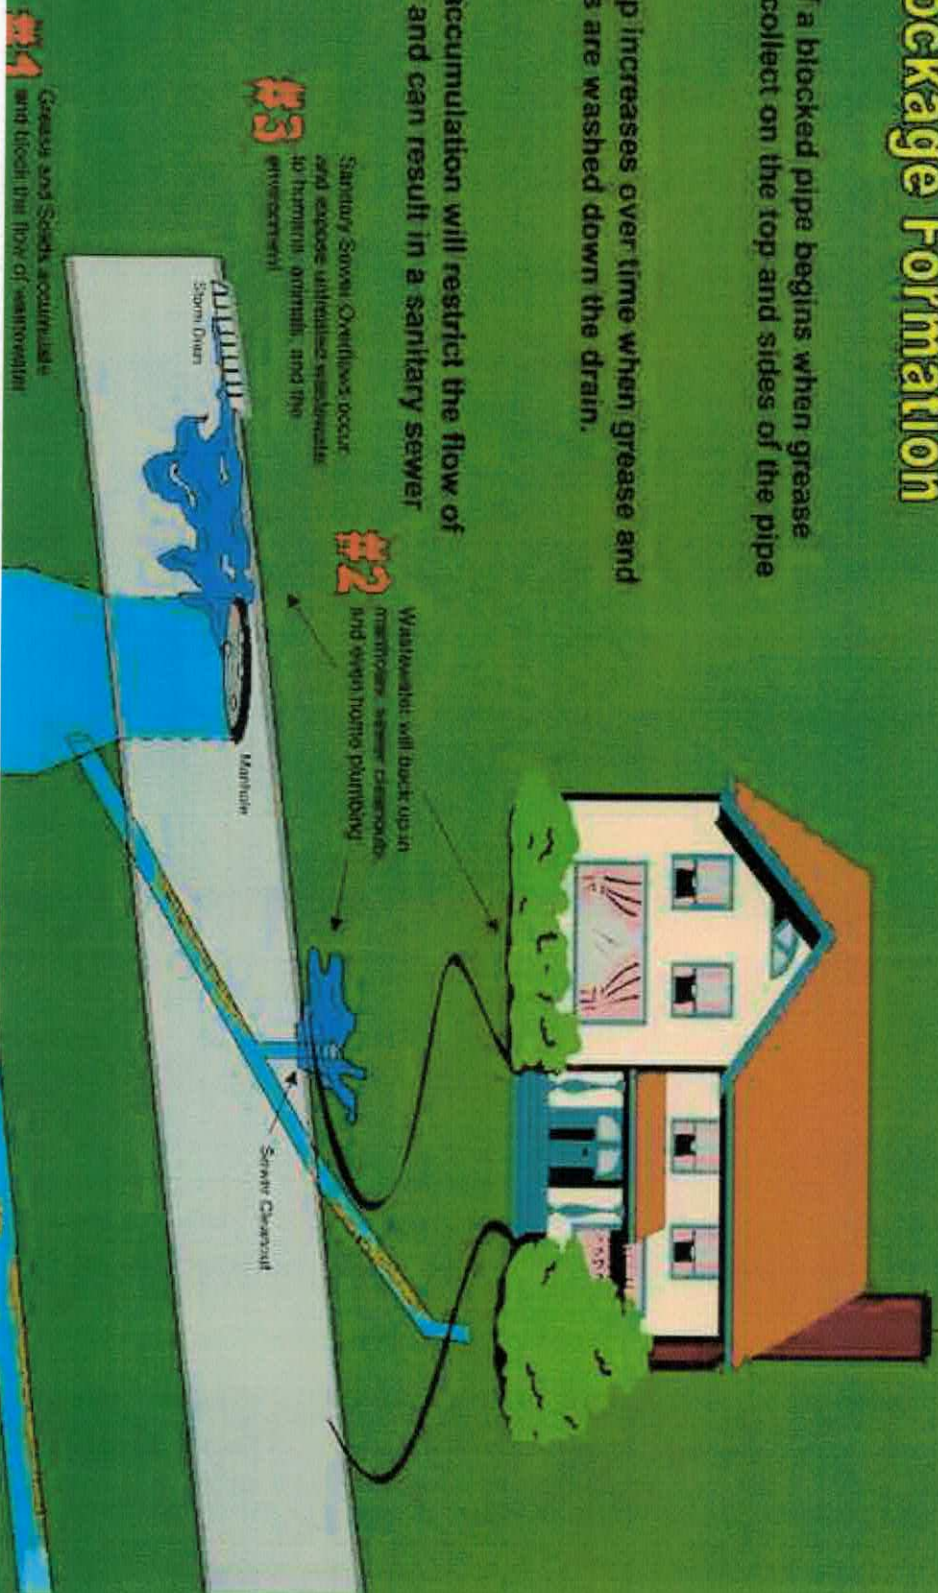 ockage Formation
a blocked pipe begins when grease
collect on the top and sides of the pipe
p increases over time when grease and
s are washed down the drain.
accumulation will restrict the flow of
and can result in a sanitary sewer
#2
Wastewater will back up in
manholes, sewer cleanouts,
and even home plumbing
#3
Sanitary Sewer Overflows occur
and expose untreated wastewater
to humans, animals, and the
environment
Storm Drain
Manhole
Sewer Cleanout
#1
Grease and Solids accumulate
and block the flow of wastewater